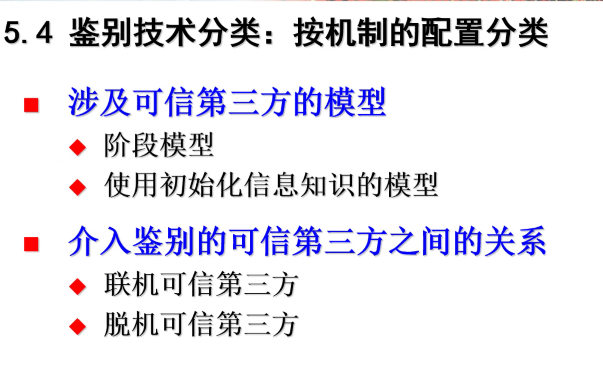 5.4 鉴别技术分类：按机制的配置分类
涉及可信第三方的模型
阶段模型
使用初始化信息知识的模型
介入鉴别的可信第三方之间的关系
联机可信第三方
脱机可信第三方